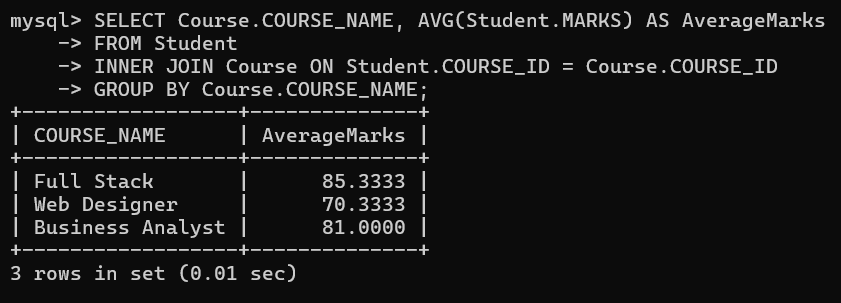 mysql> SELECT Course.COURSE_NAME, AVG(Student.MARKS) AS AverageMarks
    -> FROM Student
    -> INNER JOIN Course ON Student.COURSE_ID = Course.COURSE_ID
    -> GROUP BY Course.COURSE_NAME;
+------------------+--------------+
| COURSE_NAME      | AverageMarks |
+------------------+--------------+
| Full Stack       |      85.3333 |
| Web Designer     |      70.3333 |
| Business Analyst |      81.0000 |
+------------------+--------------+
3 rows in set (0.01 sec)